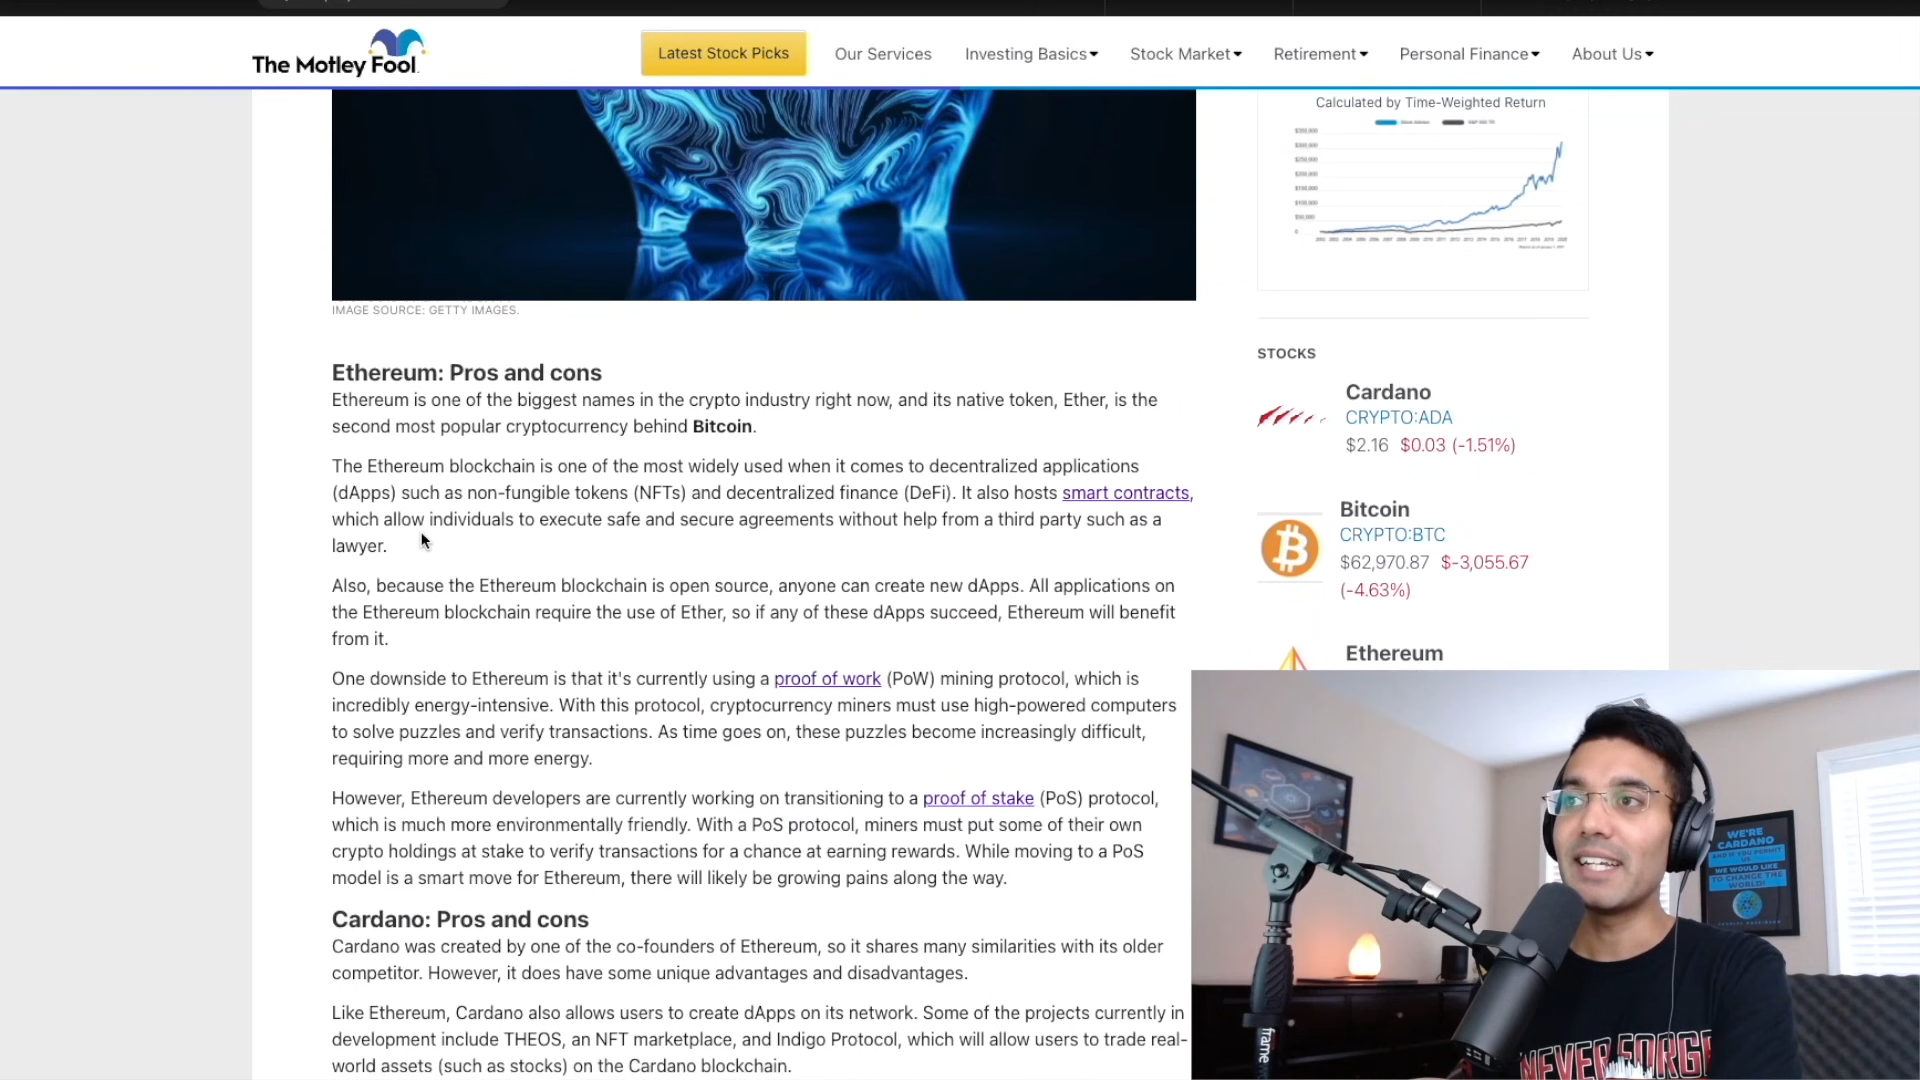 The Motley Fool.
Latest Stock Picks
Our Services
Investing Basics
Stock Market
Retirement
Personal Finance
About Us
Calculated by Time-Weighted Return
IMAGE SOURCE: GETTY IMAGES.
Ethereum: Pros and cons
Ethereum is one of the biggest names in the crypto industry right now, and its native token, Ether, is the
second most popular cryptocurrency behind Bitcoin.
The Ethereum blockchain is one of the most widely used when it comes to decentralized applications
(dApps) such as non-fungible tokens (NFTs) and decentralized finance (DeFi). It also hosts smart contracts,
which allow individuals to execute safe and secure agreements without help from a third party such as a
lawyer.
Also, because the Ethereum blockchain is open source, anyone can create new dApps. All applications on
the Ethereum blockchain require the use of Ether, so if any of these dApps succeed, Ethereum will benefit
from it.
One downside to Ethereum is that it's currently using a proof of work (PoW) mining protocol, which is
incredibly energy-intensive. With this protocol, cryptocurrency miners must use high-powered computers
to solve puzzles and verify transactions. As time goes on, these puzzles become increasingly difficult,
requiring more and more energy.
However, Ethereum developers are currently working on transitioning to a proof of stake (PoS) protocol,
which is much more environmentally friendly. With a PoS protocol, miners must put some of their own
crypto holdings at stake to verify transactions for a chance at earning rewards. While moving to a PoS
model is a smart move for Ethereum, there will likely be growing pains along the way.
Cardano: Pros and cons
Cardano was created by one of the co-founders of Ethereum, so it shares many similarities with its older
competitor. However, it does have some unique advantages and disadvantages.
Like Ethereum, Cardano also allows users to create dApps on its network. Some of the projects currently in
development include THEOS, an NFT marketplace, and Indigo Protocol, which will allow users to trade real-
world assets (such as stocks) on the Cardano blockchain.
STOCKS
Cardano
CRYPTO:ADA
$2.16 $0.03 (-1.51%)
Bitcoin
CRYPTO:BTC
$62,970.87 $-3,055.67
(-4.63%)
Ethereum
WE'RE
CARDANO
AND IF YOU PERMIT
US
WE WOULD LIKE
TO CHANGE THE
WORLD!
frame
NEVER FORGE